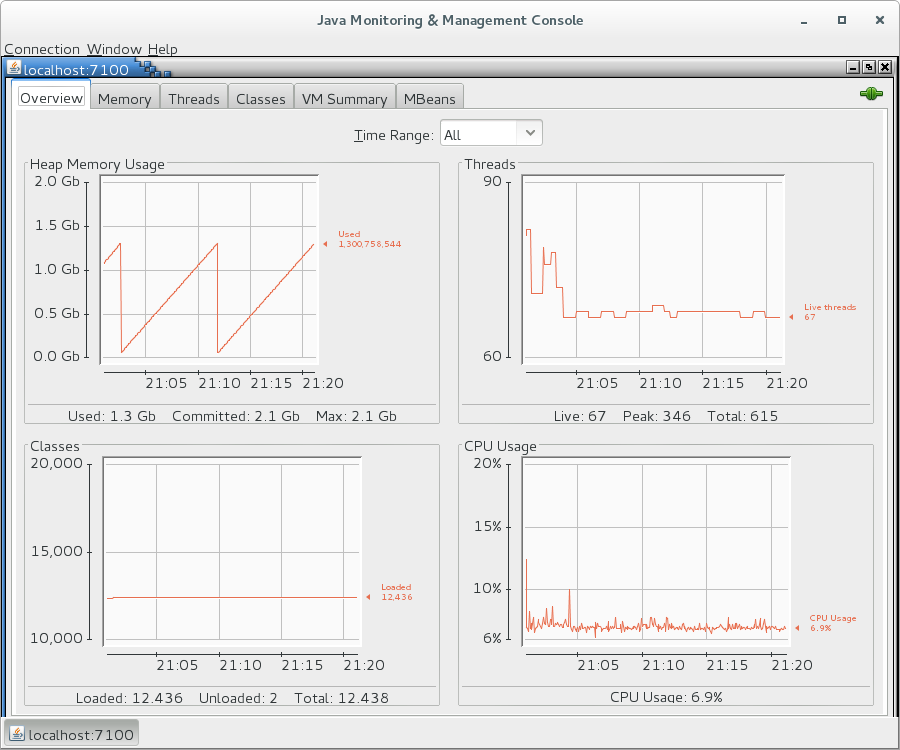 Java Monitoring & Management Console
Connection Window Help
localhost:7100
Overview Memory Threads Classes VM Summary MBeans
Time Range: All
Heap Memory Usage
2.0 Gb
1.5 Gb
1.0 Gb
0.5 Gb
0.0 Gb
Used
1,300,758,544
21:05 21:10 21:15 21:20
Used: 1.3 Gb Committed: 2.1 Gb Max: 2.1 Gb
Threads
90
60
Live threads
67
21:05 21:10 21:15 21:20
Live: 67 Peak: 346 Total: 615
Classes
20,000
15,000
10,000
Loaded
12.436
21:05 21:10 21:15 21:20
Loaded: 12.436 Unloaded: 2 Total: 12.438
CPU Usage
20%
15%
10%
6%
CPU Usage
6.9%
21:05 21:10 21:15 21:20
CPU Usage: 6.9%
localhost:7100